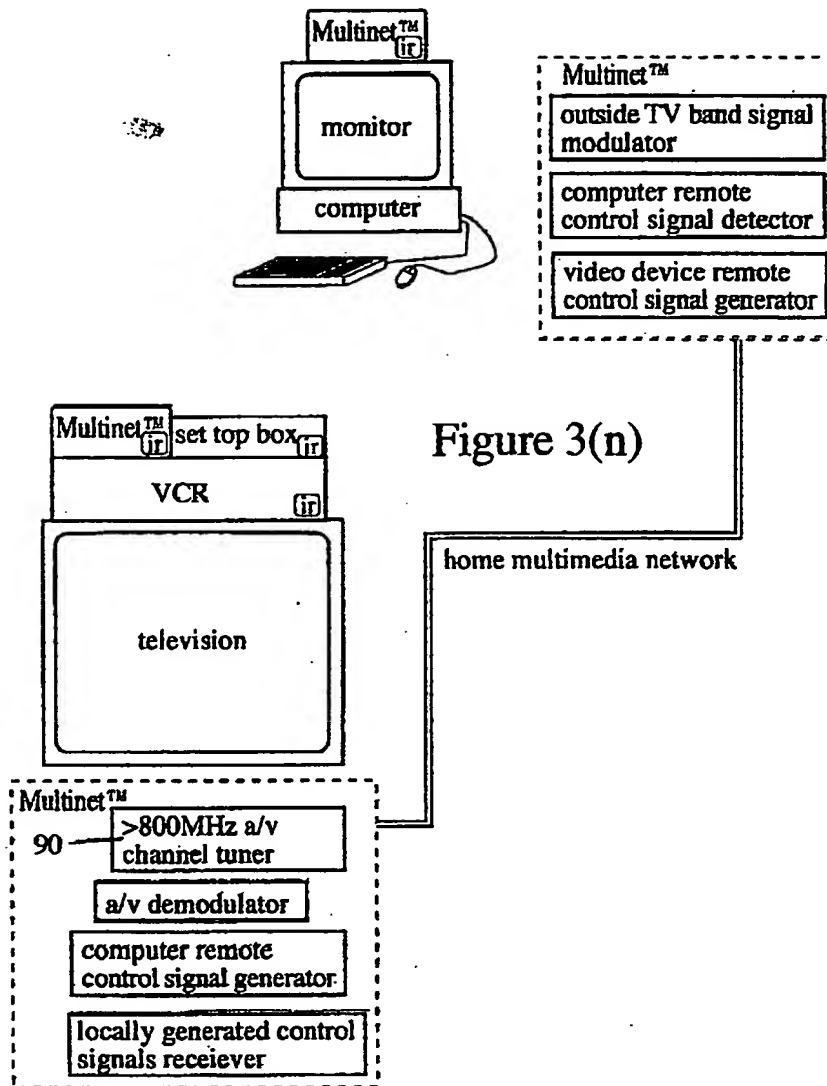 Multinet™
ir
monitor
computer
Multinet™
outside TV band signal
modulator
computer remote
control signal detector
video device remote
control signal generator
Multinet™
ir
set top box
ir
VCR
ir
Figure 3(n)
home multimedia network
television
Multinet™
90
>800MHz a/v
channel tuner
a/v demodulator
computer remote
control signal generator
locally generated control
signals receiever